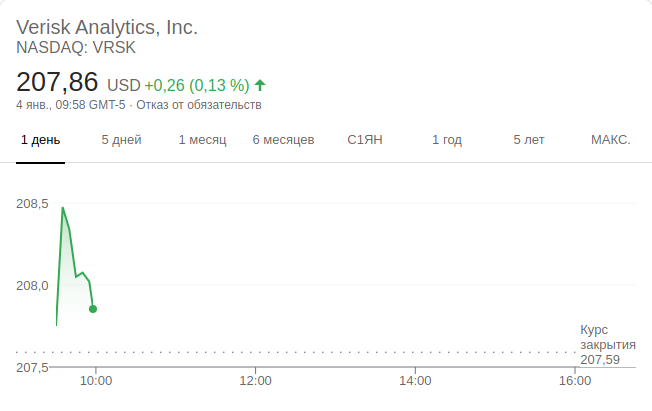 Verisk Analytics, Inc.
NASDAQ: VRSK
207,86 USD +0,26 (0,13 %)
4 янв., 09:58 GMT-5 · Отказ от обязательств
1 день 5 дней 1 месяц 6 месяцев С1ЯН 1 год 5 лет МАКС.
208,5
208,0
Курс
закрытия
207,59
207,5
10:00 12:00 14:00 16:00